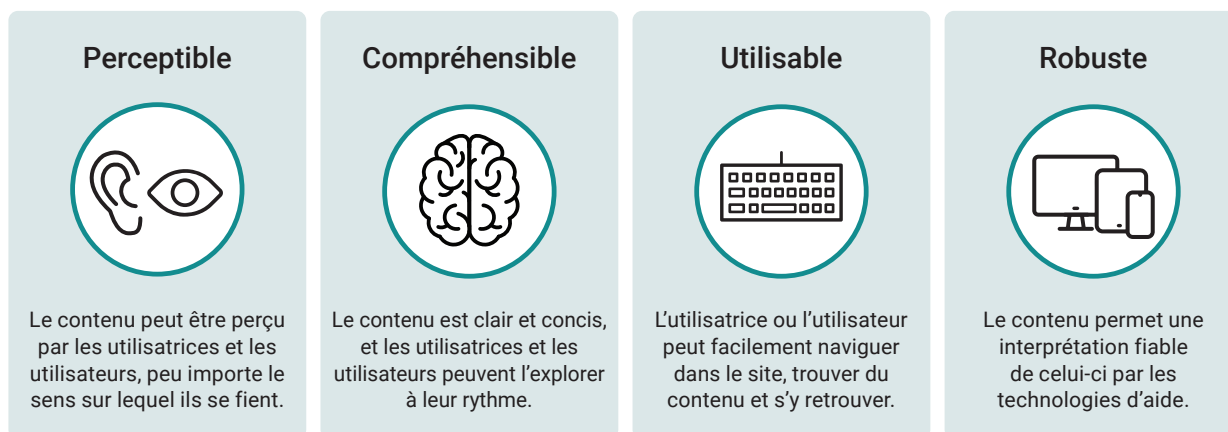 Perceptible
Le contenu peut être perçu
par les utilisatrices et les
utilisateurs, peu importe le
sens sur lequel ils se fient.
Compréhensible
Le contenu est clair et concis,
et les utilisatrices et les
utilisateurs peuvent l’explorer
à leur rythme.
Utilisable
L’utilisatrice ou l’utilisateur
peut facilement naviguer
dans le site, trouver du
contenu et s’y retrouver.
Robuste
Le contenu permet une
interprétation fiable
de celui-ci par les
technologies d’aide.